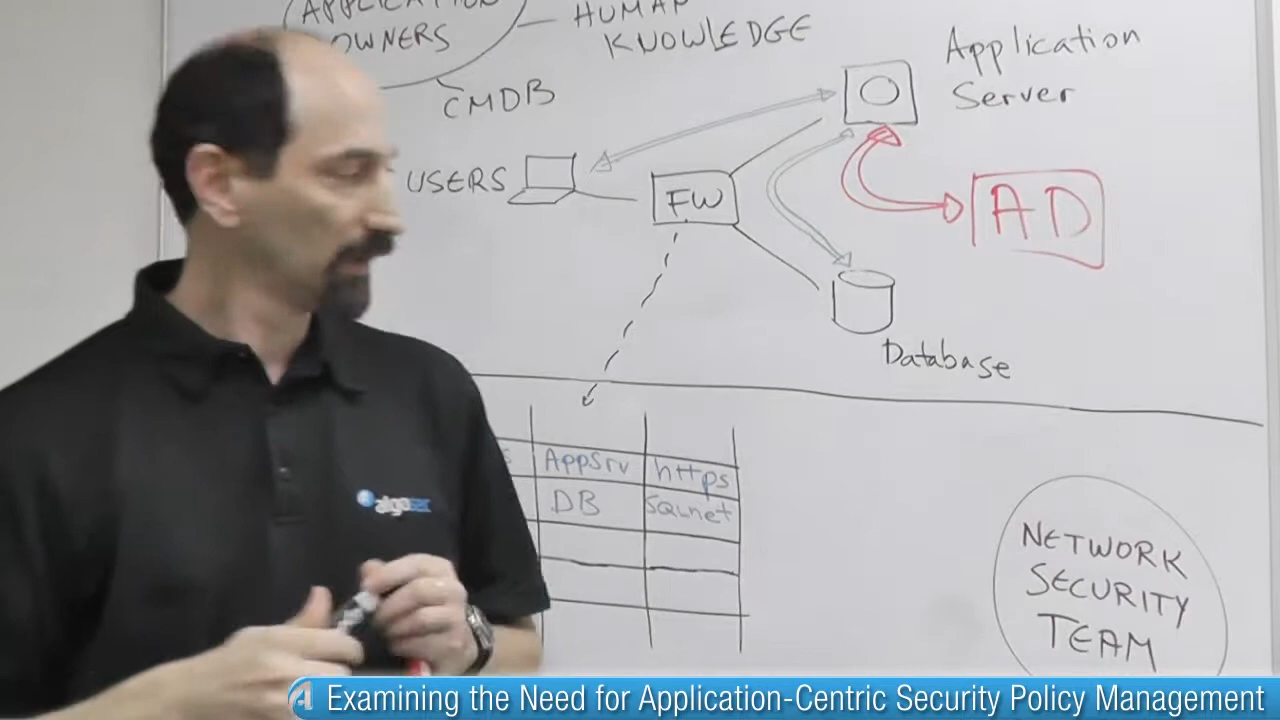 APPLICATION
OWNERS
HUMAN
KNOWLEDGE
CMDB
Application
Server
USERS
FW
AD
Database
AppSrv
https
DB
SQLnet
NETWORK
SECURITY
TEAM
algosec
Examining the Need for Application-Centric Security Policy Management